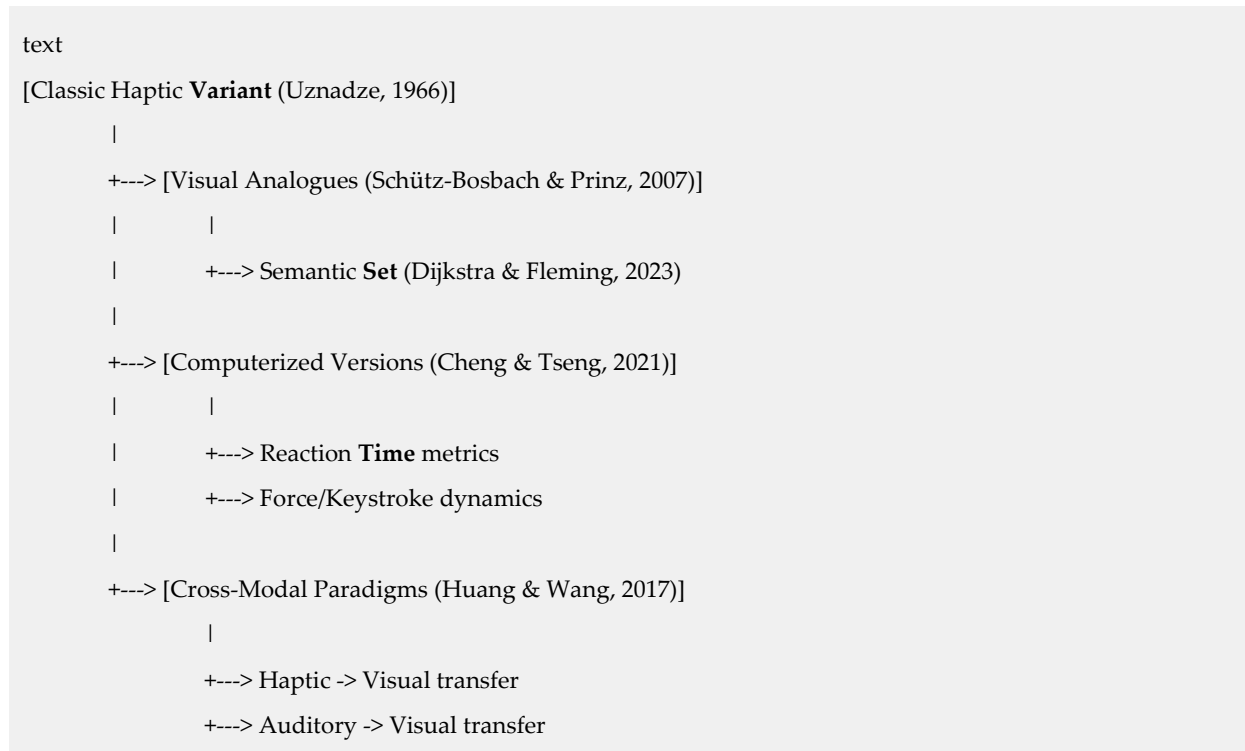 text
[Classic Haptic Variant (Uznadze, 1966)]
|
+---> [Visual Analogues (Schütz-Bosbach & Prinz, 2007)]
| |
| +---> Semantic Set (Dijkstra & Fleming, 2023)
|
+---> [Computerized Versions (Cheng & Tseng, 2021)]
| |
| +---> Reaction Time metrics
| +---> Force/Keystroke dynamics
|
+---> [Cross-Modal Paradigms (Huang & Wang, 2017)]
|
+---> Haptic -> Visual transfer
+---> Auditory -> Visual transfer